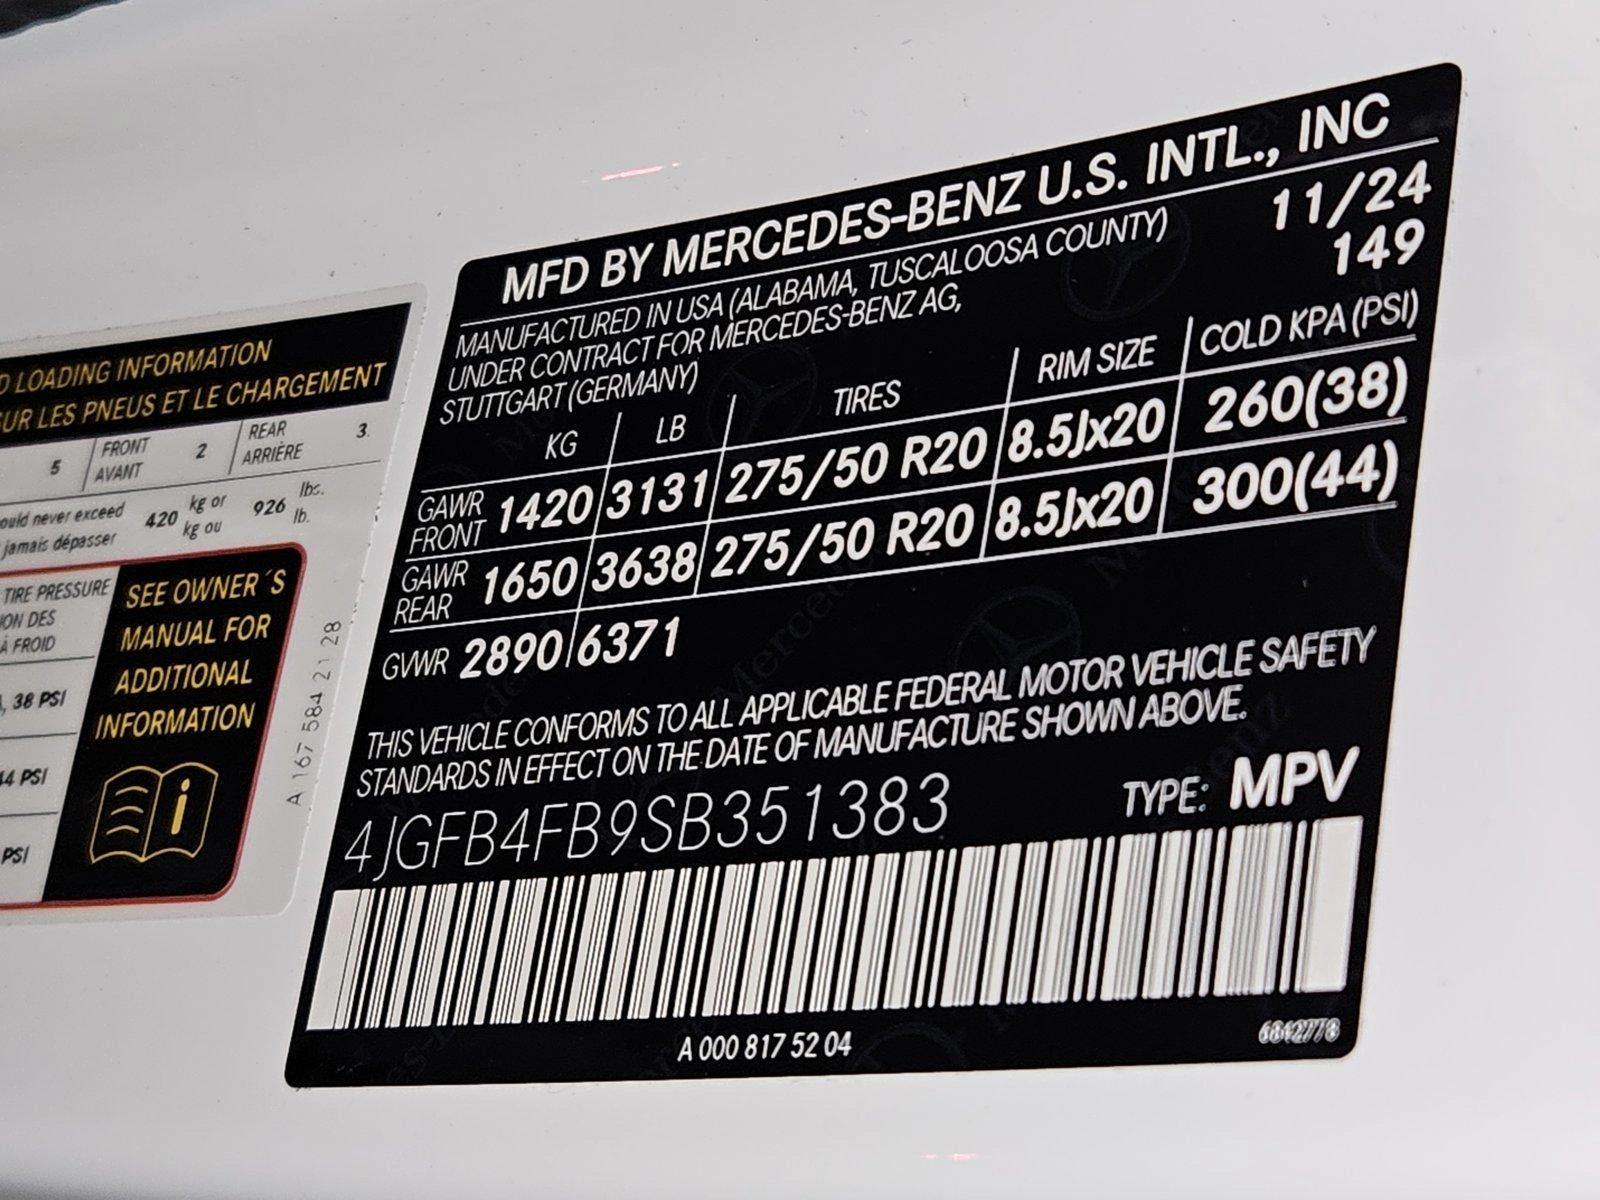 MFD BY MERCEDES-BENZ U.S. INTL., INC
MANUFACTURED IN USA (ALABAMA, TUSCALOOSA COUNTY) 11/24
UNDER CONTRACT FOR MERCEDES-BENZ AG, 149
STUTTGART (GERMANY)
KG LB TIRES RIM SIZE COLD KPA (PSI)
GAWR FRONT 1420 3131 275/50 R20 8.5Jx20 260(38)
GAWR REAR 1650 3638 275/50 R20 8.5Jx20 300(44)
GVWR 2890 6371
THIS VEHICLE CONFORMS TO ALL APPLICABLE FEDERAL MOTOR VEHICLE SAFETY
STANDARDS IN EFFECT ON THE DATE OF MANUFACTURE SHOWN ABOVE.
4JGFB4FB9SB351383 TYPE: MPV
A 000 817 52 04
D LOADING INFORMATION
SUR LES PNEUS ET LE CHARGEMENT
5 FRONT AVANT 2 REAR ARRIÈRE 3
ould never exceed 420 kg or 926 lbs.
jamais dépasser kg ou lb.
TIRE PRESSURE
ION DES
À FROID
38 PSI
44 PSI
PSI
SEE OWNER´S
MANUAL FOR
ADDITIONAL
INFORMATION
i
A 167 584 21 28